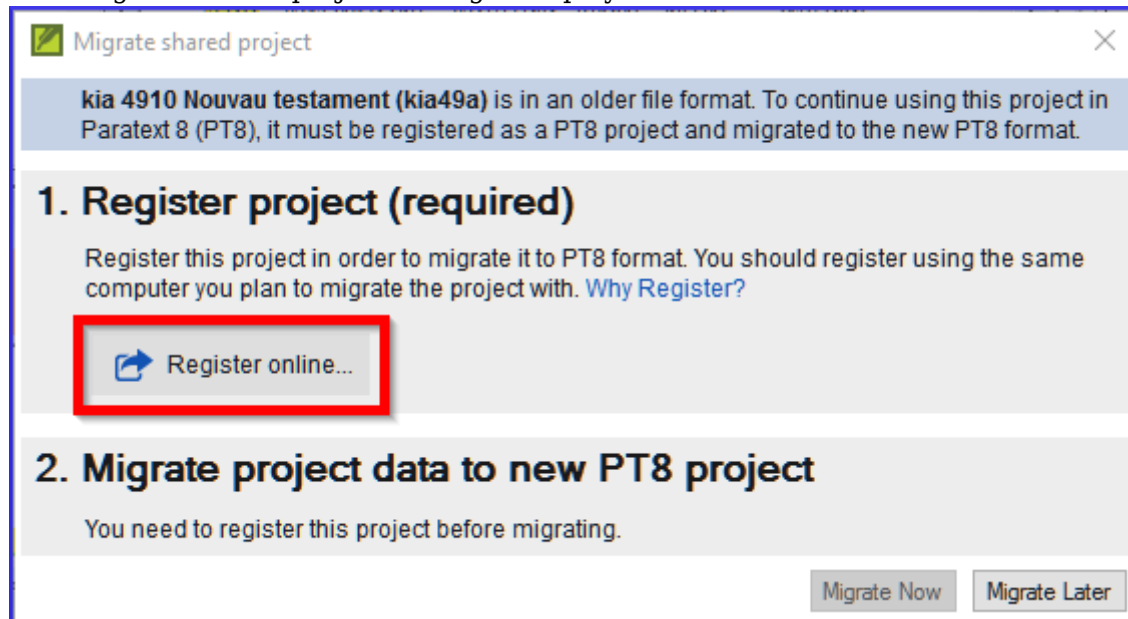 Migrate shared project
kia 4910 Nouvau testament (kia49a) is in an older file format. To continue using this project in
Paratext 8 (PT8), it must be registered as a PT8 project and migrated to the new PT8 format.
1. Register project (required)
Register this project in order to migrate it to PT8 format. You should register using the same
computer you plan to migrate the project with. Why Register?
Register online...
2. Migrate project data to new PT8 project
You need to register this project before migrating.
Migrate Now Migrate Later